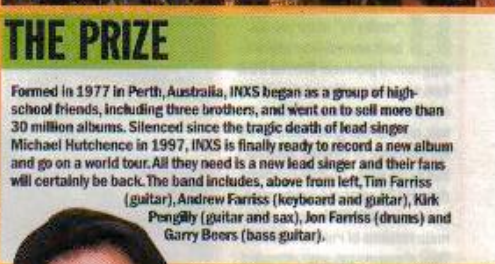 THE PRIZE
Formed in 1977 in Perth, Australia, INXS began as a group of high-
school friends, including three brothers, and went on to sell more than
30 million albums. Silenced since the tragic death of lead singer
Michael Hutchence in 1997, INXS is finally ready to record a new album
and go on a world tour. All they need is a new lead singer and their fans
will certainly be back. The band includes, above from left, Tim Farriss
(guitar), Andrew Farriss (keyboard and guitar), Kirk
Pengilly (guitar and sax), Jon Farriss (drums) and
Garry Beers (bass guitar).